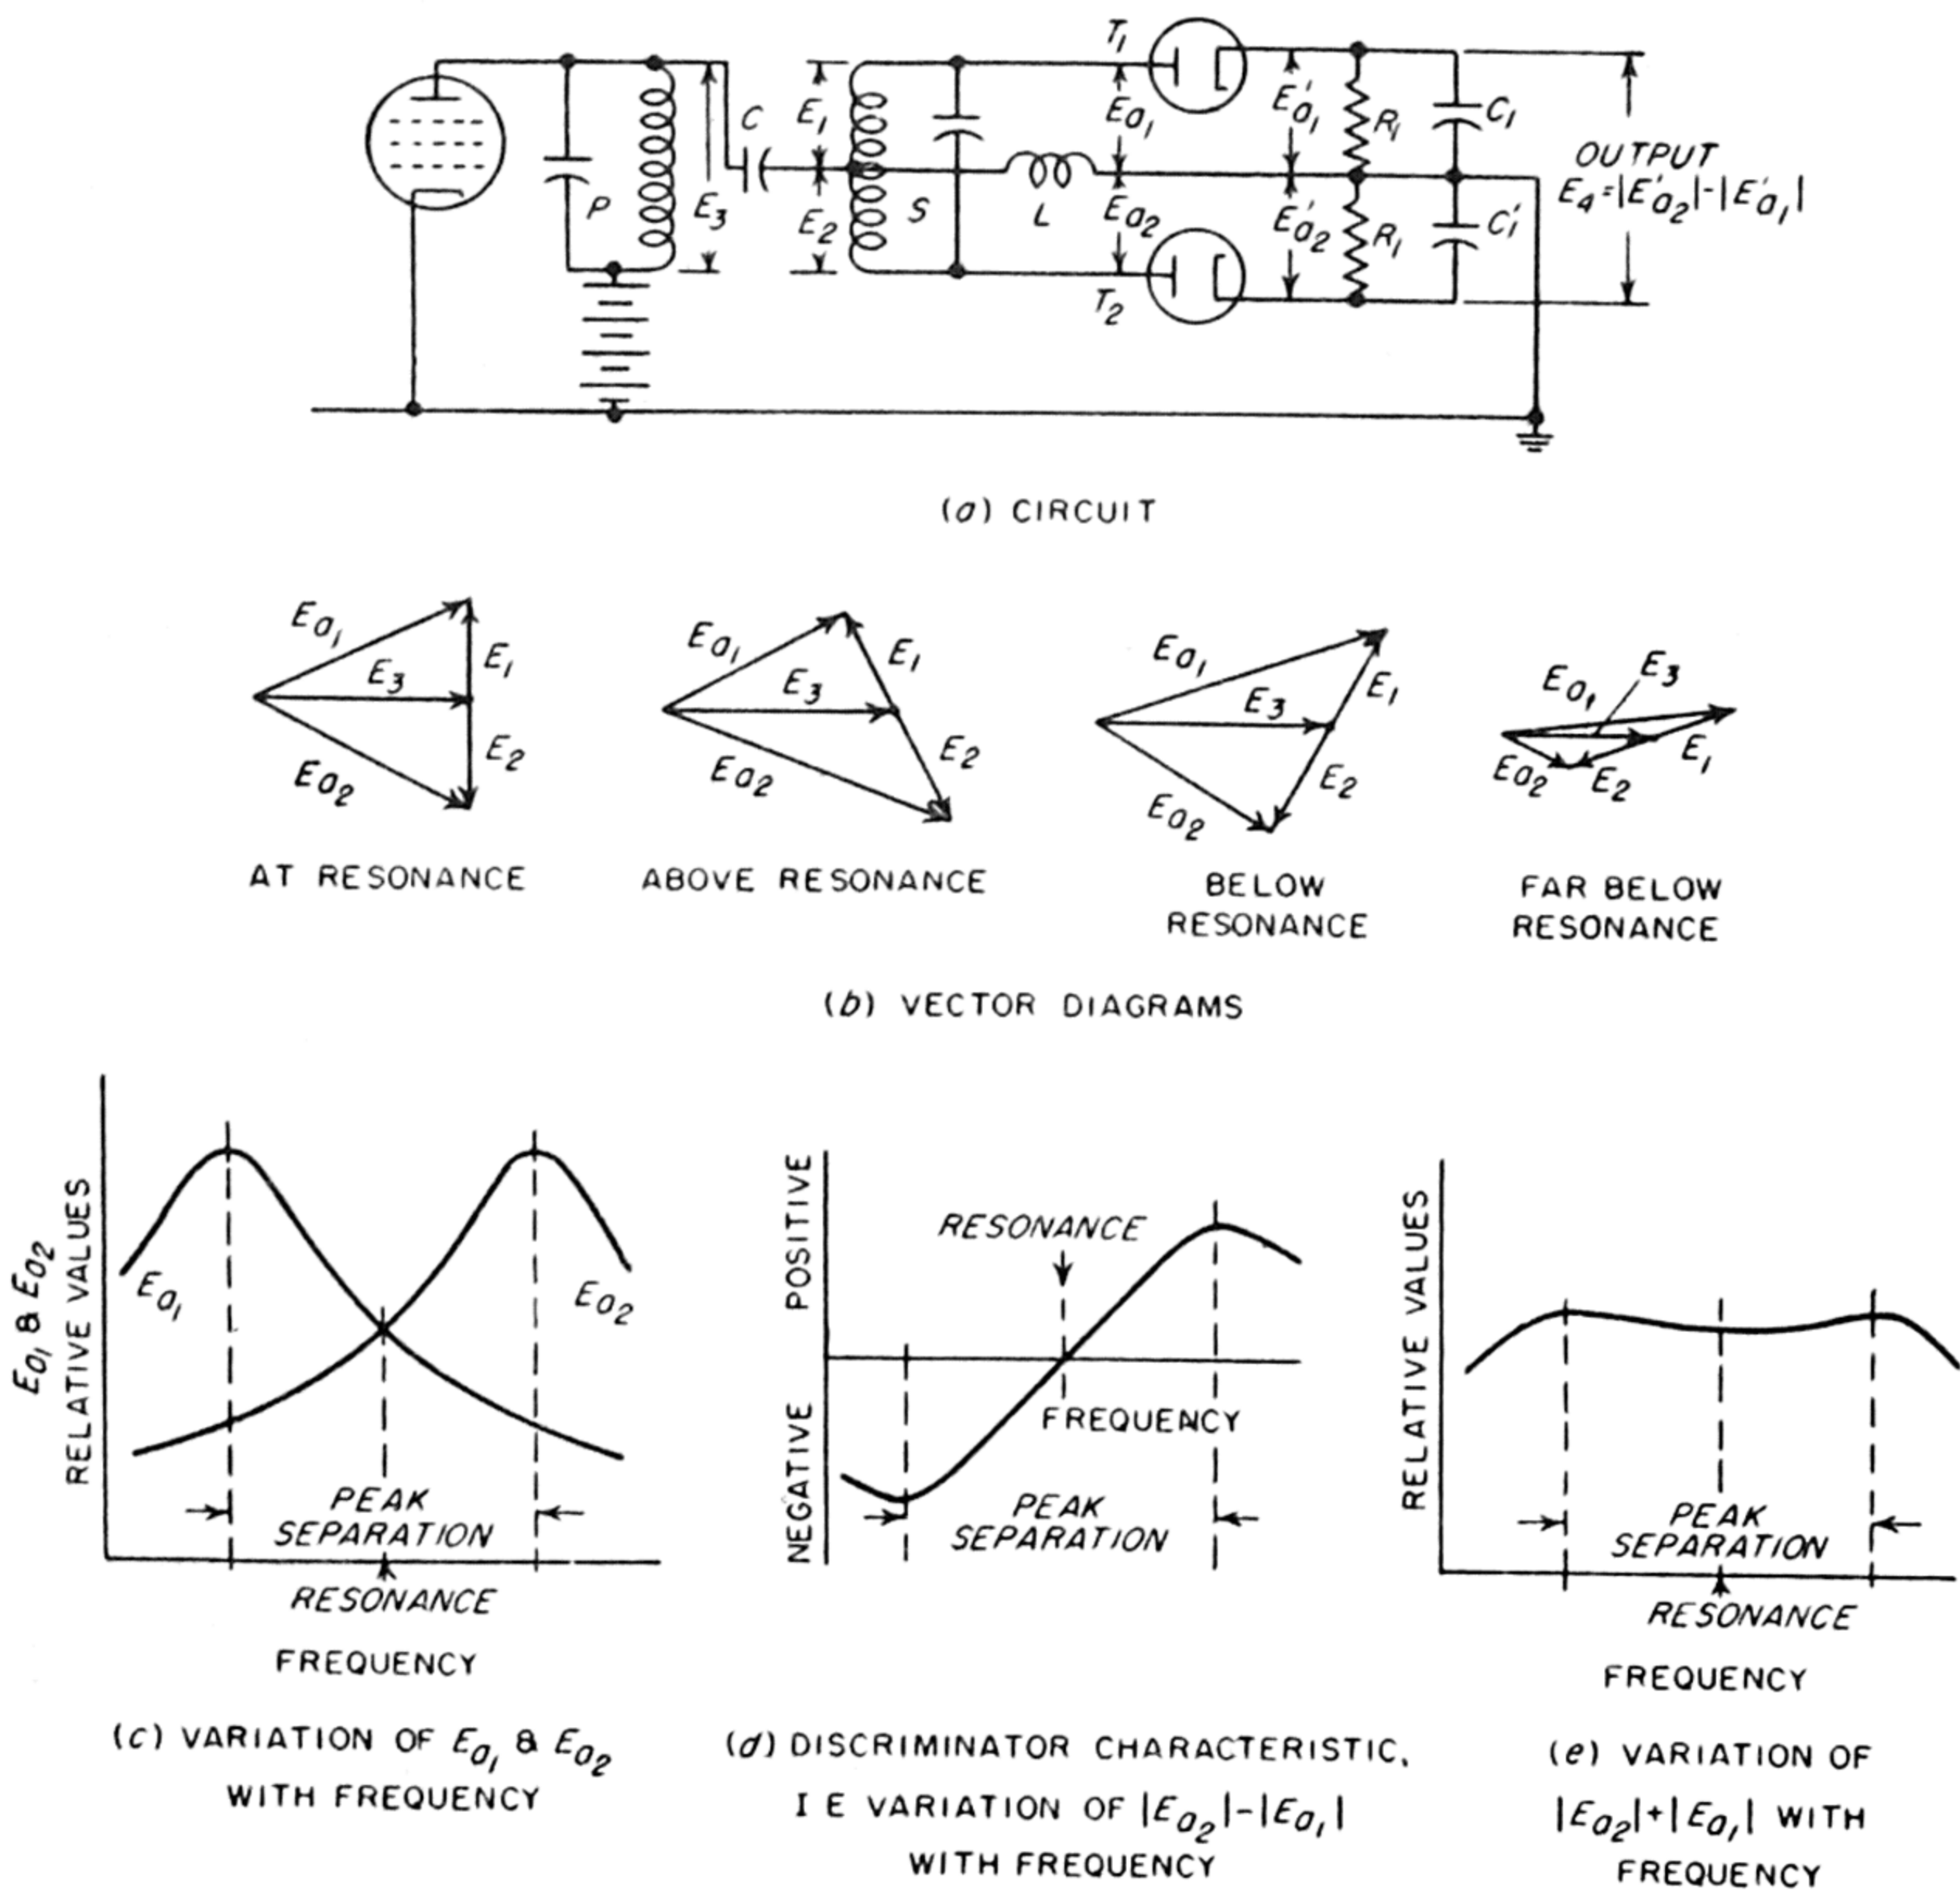 T₁
E₁
C
Ea₁
E'a₁
R₁
C₁
OUTPUT
E₄=|E'a₂|-|E'a₁|
P
E₃
E₂
S
L
Ea₂
E'a₂
R₁
C₁'
T₂
(a) CIRCUIT
Ea₁
E₃
E₁
E₂
Ea₂
AT RESONANCE
Ea₁
E₁
E₃
E₂
Ea₂
ABOVE RESONANCE
Ea₁
E₁
E₃
E₂
Ea₂
BELOW
RESONANCE
Ea₁
E₃
E₁
Ea₂
E₂
FAR BELOW
RESONANCE
(b) VECTOR DIAGRAMS
Ea₁ & Ea₂
RELATIVE VALUES
Ea₁
Ea₂
PEAK
SEPARATION
RESONANCE
FREQUENCY
(c) VARIATION OF Ea₁ & Ea₂
WITH FREQUENCY
POSITIVE
NEGATIVE
RESONANCE
FREQUENCY
PEAK
SEPARATION
(d) DISCRIMINATOR CHARACTERISTIC,
I E VARIATION OF |Ea₂|-|Ea₁|
WITH FREQUENCY
RELATIVE VALUES
PEAK
SEPARATION
RESONANCE
FREQUENCY
(e) VARIATION OF
|Ea₂|+|Ea₁| WITH
FREQUENCY